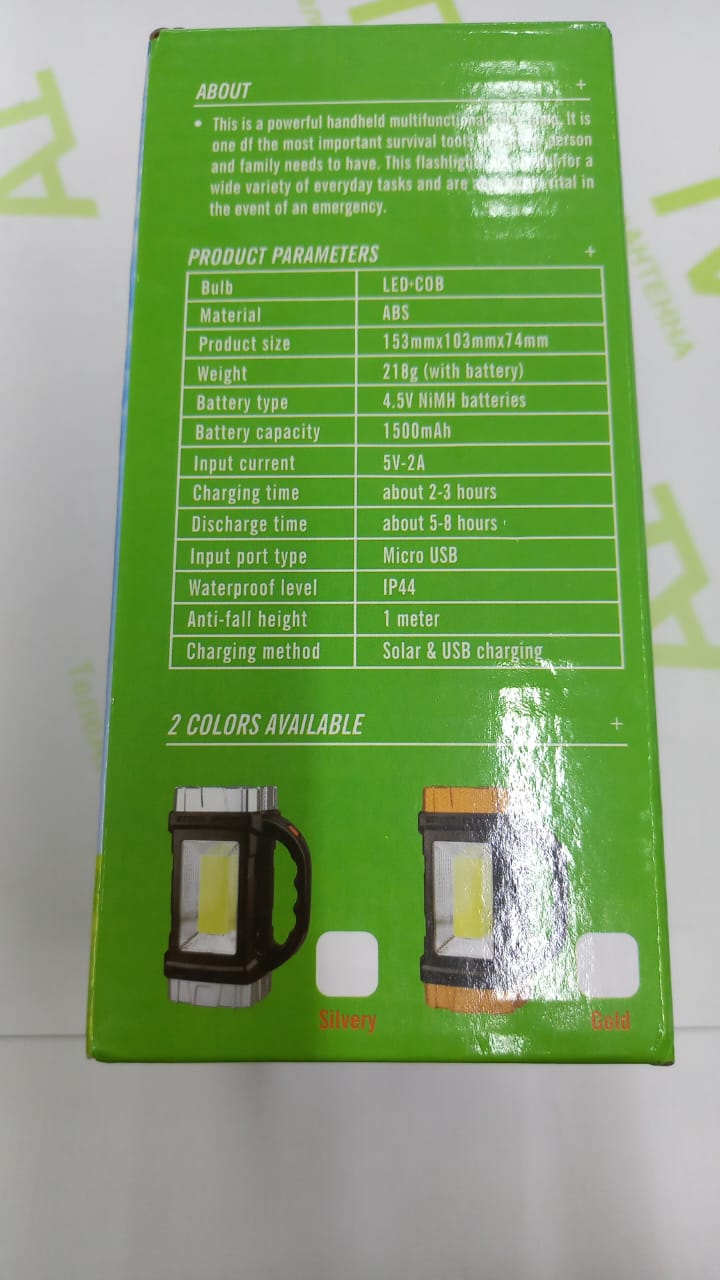 ABOUT +
• This is a powerful handheld multifunctional It is
one df the most important survival tools person
and family needs to have. This flashlight for a
wide variety of everyday tasks and are vital in
the event of an emergency.
PRODUCT PARAMETERS +
Bulb LED+COB
Material ABS
Product size 153mmx103mmx74mm
Weight 218g (with battery)
Battery type 4.5V NiMH batteries
Battery capacity 1500mAh
Input current 5V-2A
Charging time about 2-3 hours
Discharge time about 5-8 hours
Input port type Micro USB
Waterproof level IP44
Anti-fall height 1 meter
Charging method Solar & USB charging
2 COLORS AVAILABLE +
Silvery
Gold
АНТЕННА